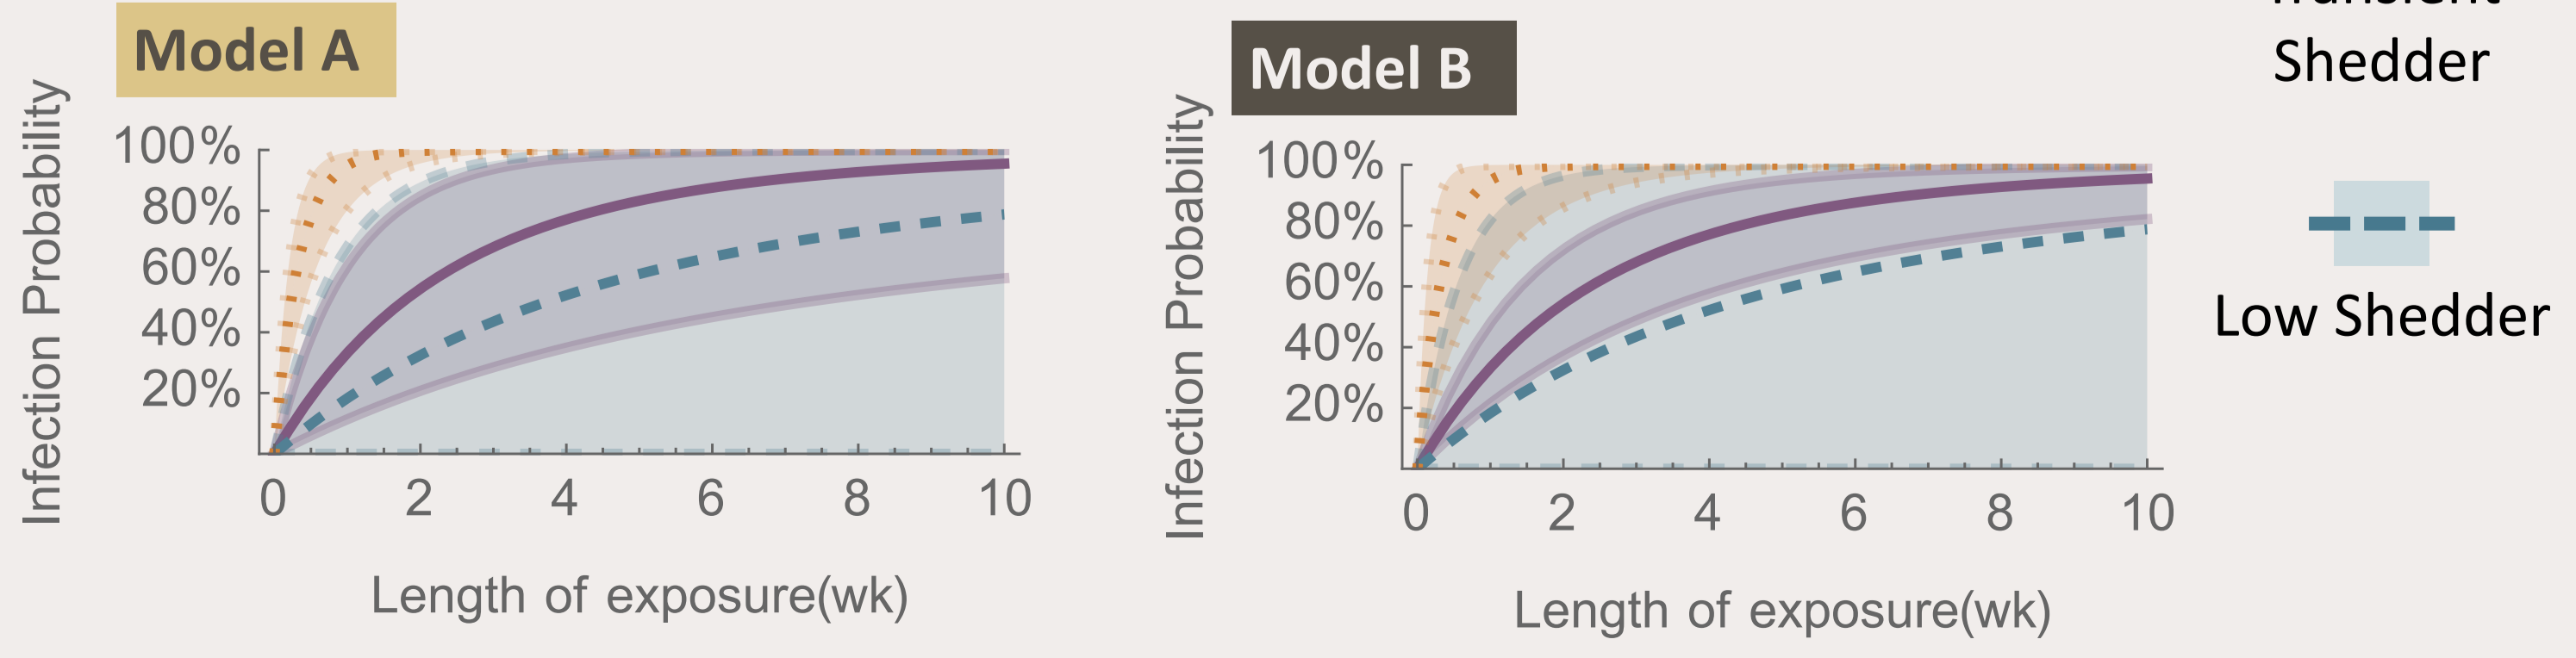 Model A
Infection Probability
100%
80%
60%
40%
20%
0 2 4 6 8 10
Length of exposure(wk)
Model B
Infection Probability
100%
80%
60%
40%
20%
0 2 4 6 8 10
Length of exposure(wk)
Shedder
Low Shedder